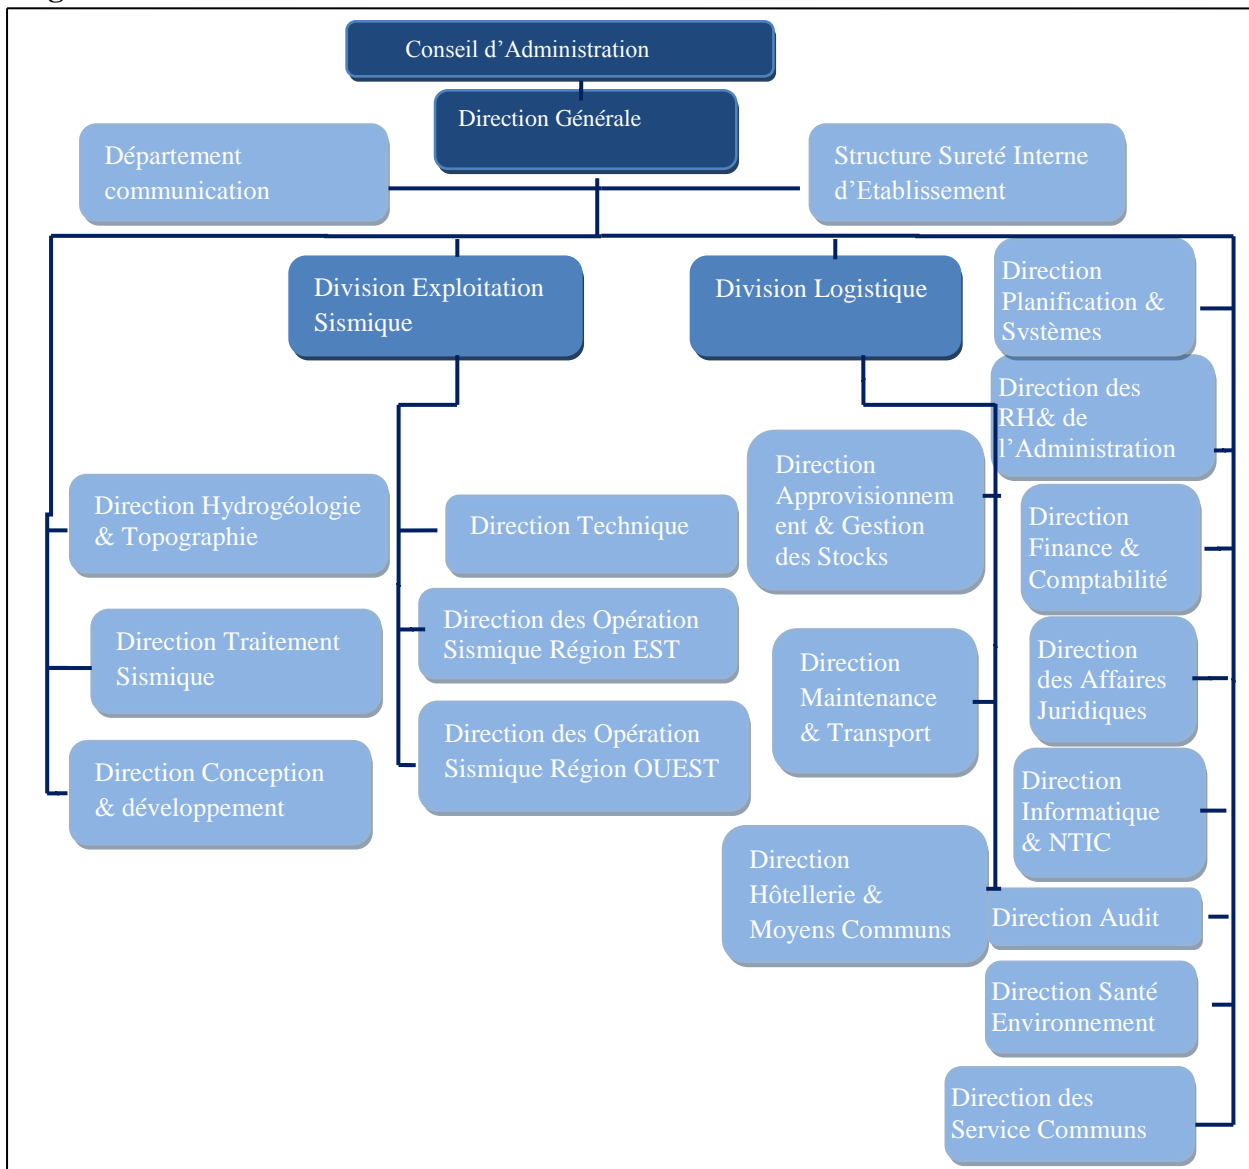 Conseil d'Administration
Direction Générale
Département
communication
Structure Sureté Interne
d'Etablissement
Division Exploitation
Sismique
Division Logistique
Direction
Planification &
Systèmes
Direction des
RH& de
l'Administration
Direction Hydrogéologie
& Topographie
Direction Traitement
Sismique
Direction Conception
& développement
Direction Technique
Direction des Opération
Sismique Région EST
Direction des Opération
Sismique Région OUEST
Direction
Approvisionnem
ent & Gestion
des Stocks
Direction
Maintenance
& Transport
Direction
Hôtellerie &
Moyens Communs
Direction
Finance &
Comptabilité
Direction
des Affaires
Juridiques
Direction
Informatique
& NTIC
Direction Audit
Direction Santé
Environnement
Direction des
Service Communs